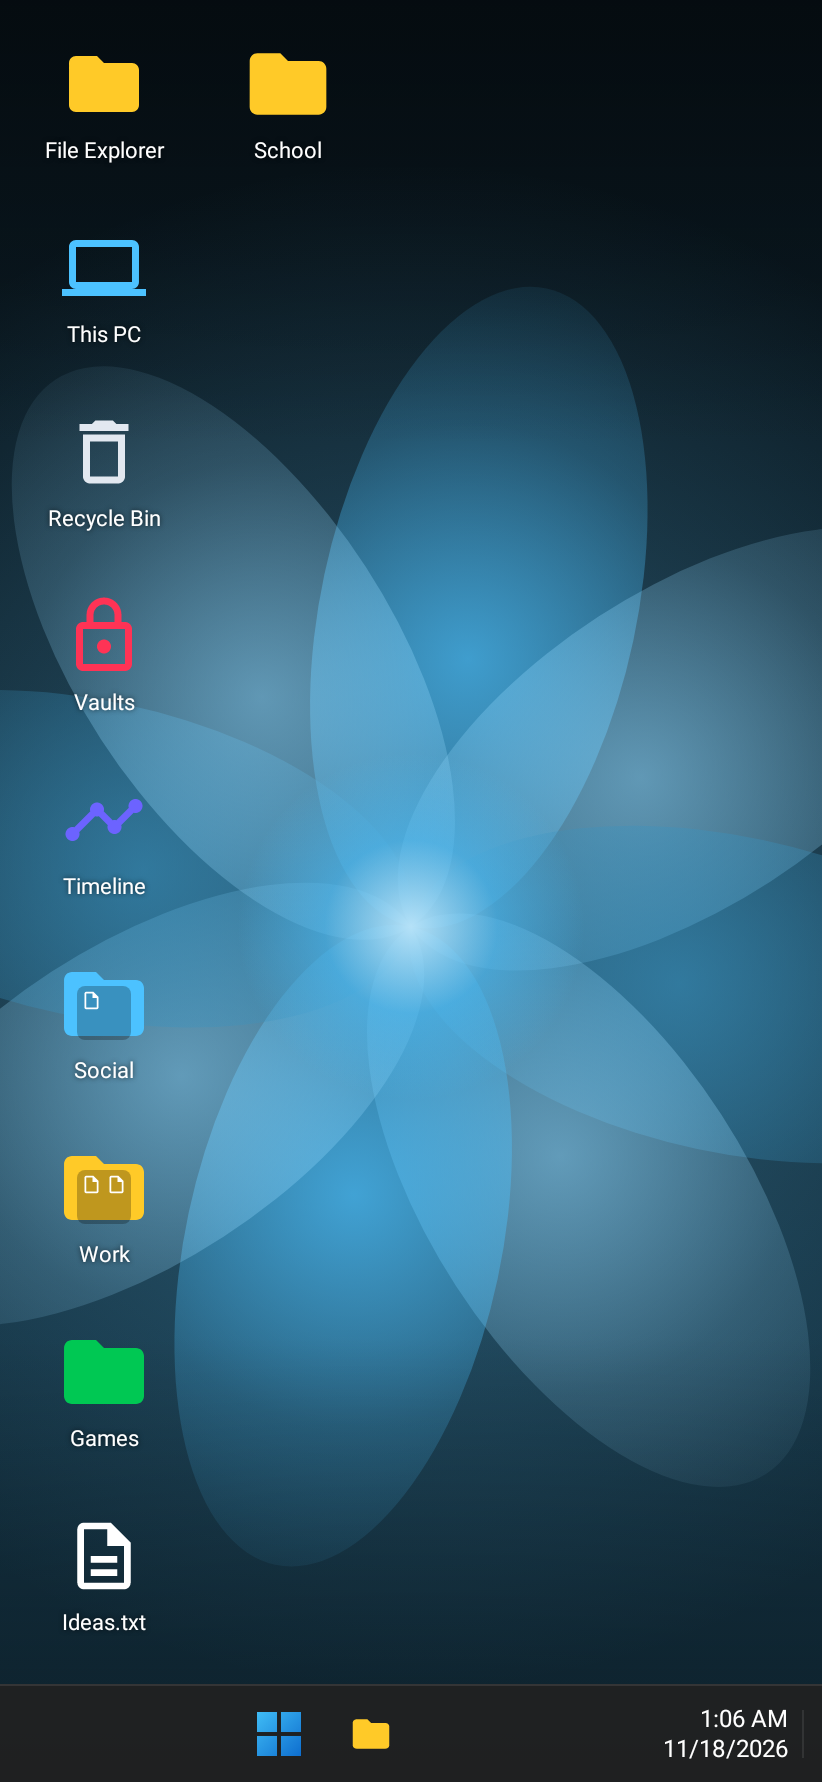 File Explorer
School
This PC
Recycle Bin
Vaults
Timeline
Social
Work
Games
Ideas.txt
1:06 AM
11/18/2026